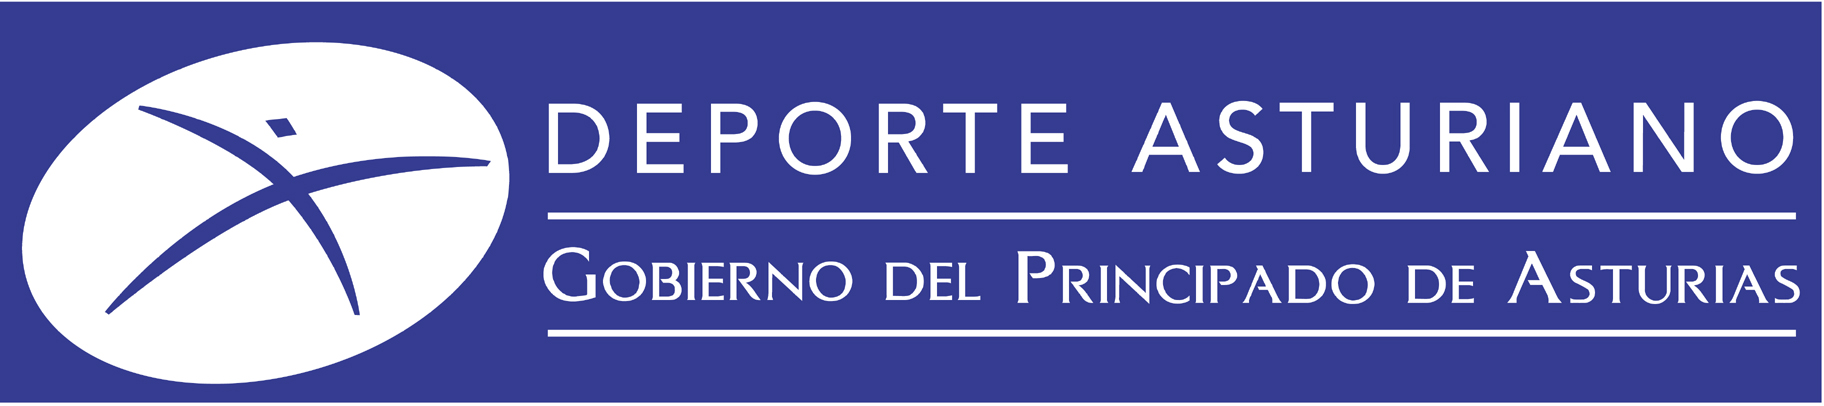 DEPORTE ASTURIANO
GOBIERNO DEL PRINCIPADO DE ASTURIAS